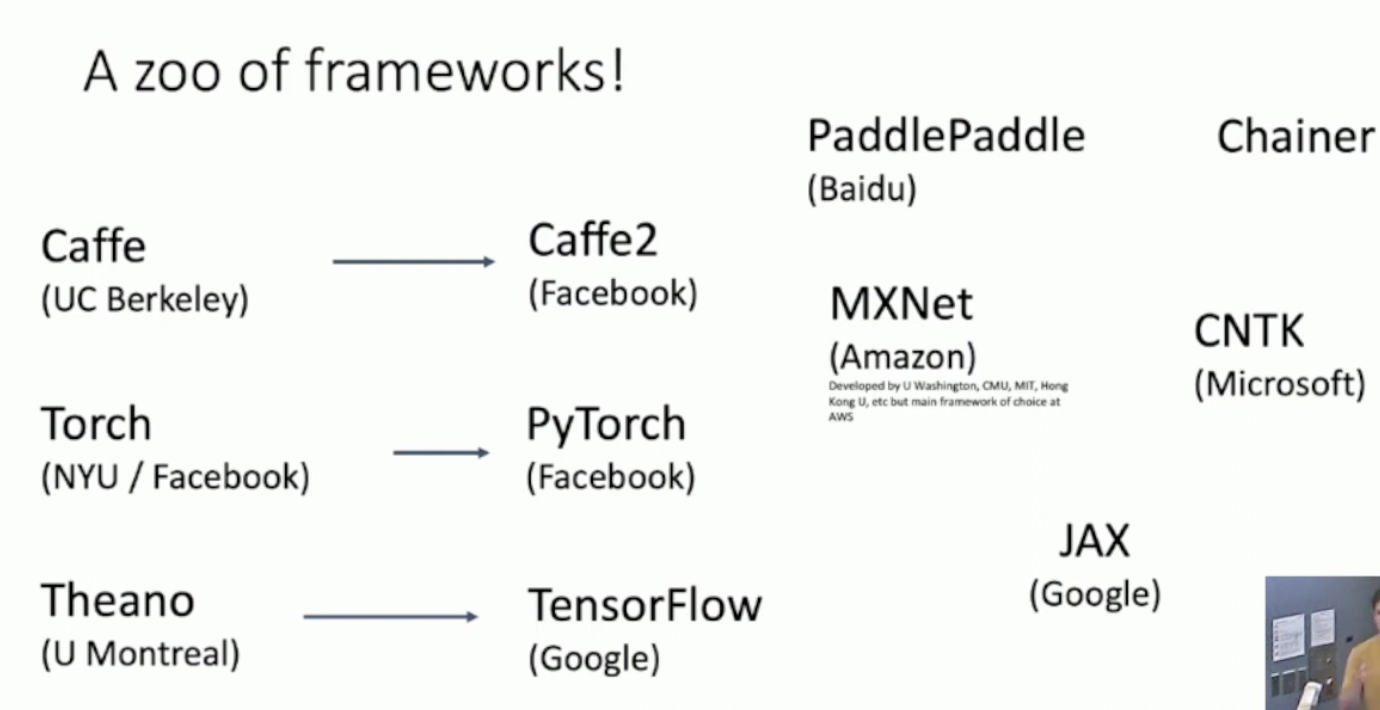 A zoo of frameworks!
PaddlePaddle
(Baidu)
Chainer
Caffe
(UC Berkeley)
Caffe2
(Facebook)
MXNet
(Amazon)
Developed by U Washington, CMU, MIT, Hong
Kong U, etc but main framework of choice at
AWS
CNTK
(Microsoft)
Torch
(NYU / Facebook)
PyTorch
(Facebook)
JAX
(Google)
Theano
(U Montreal)
TensorFlow
(Google)